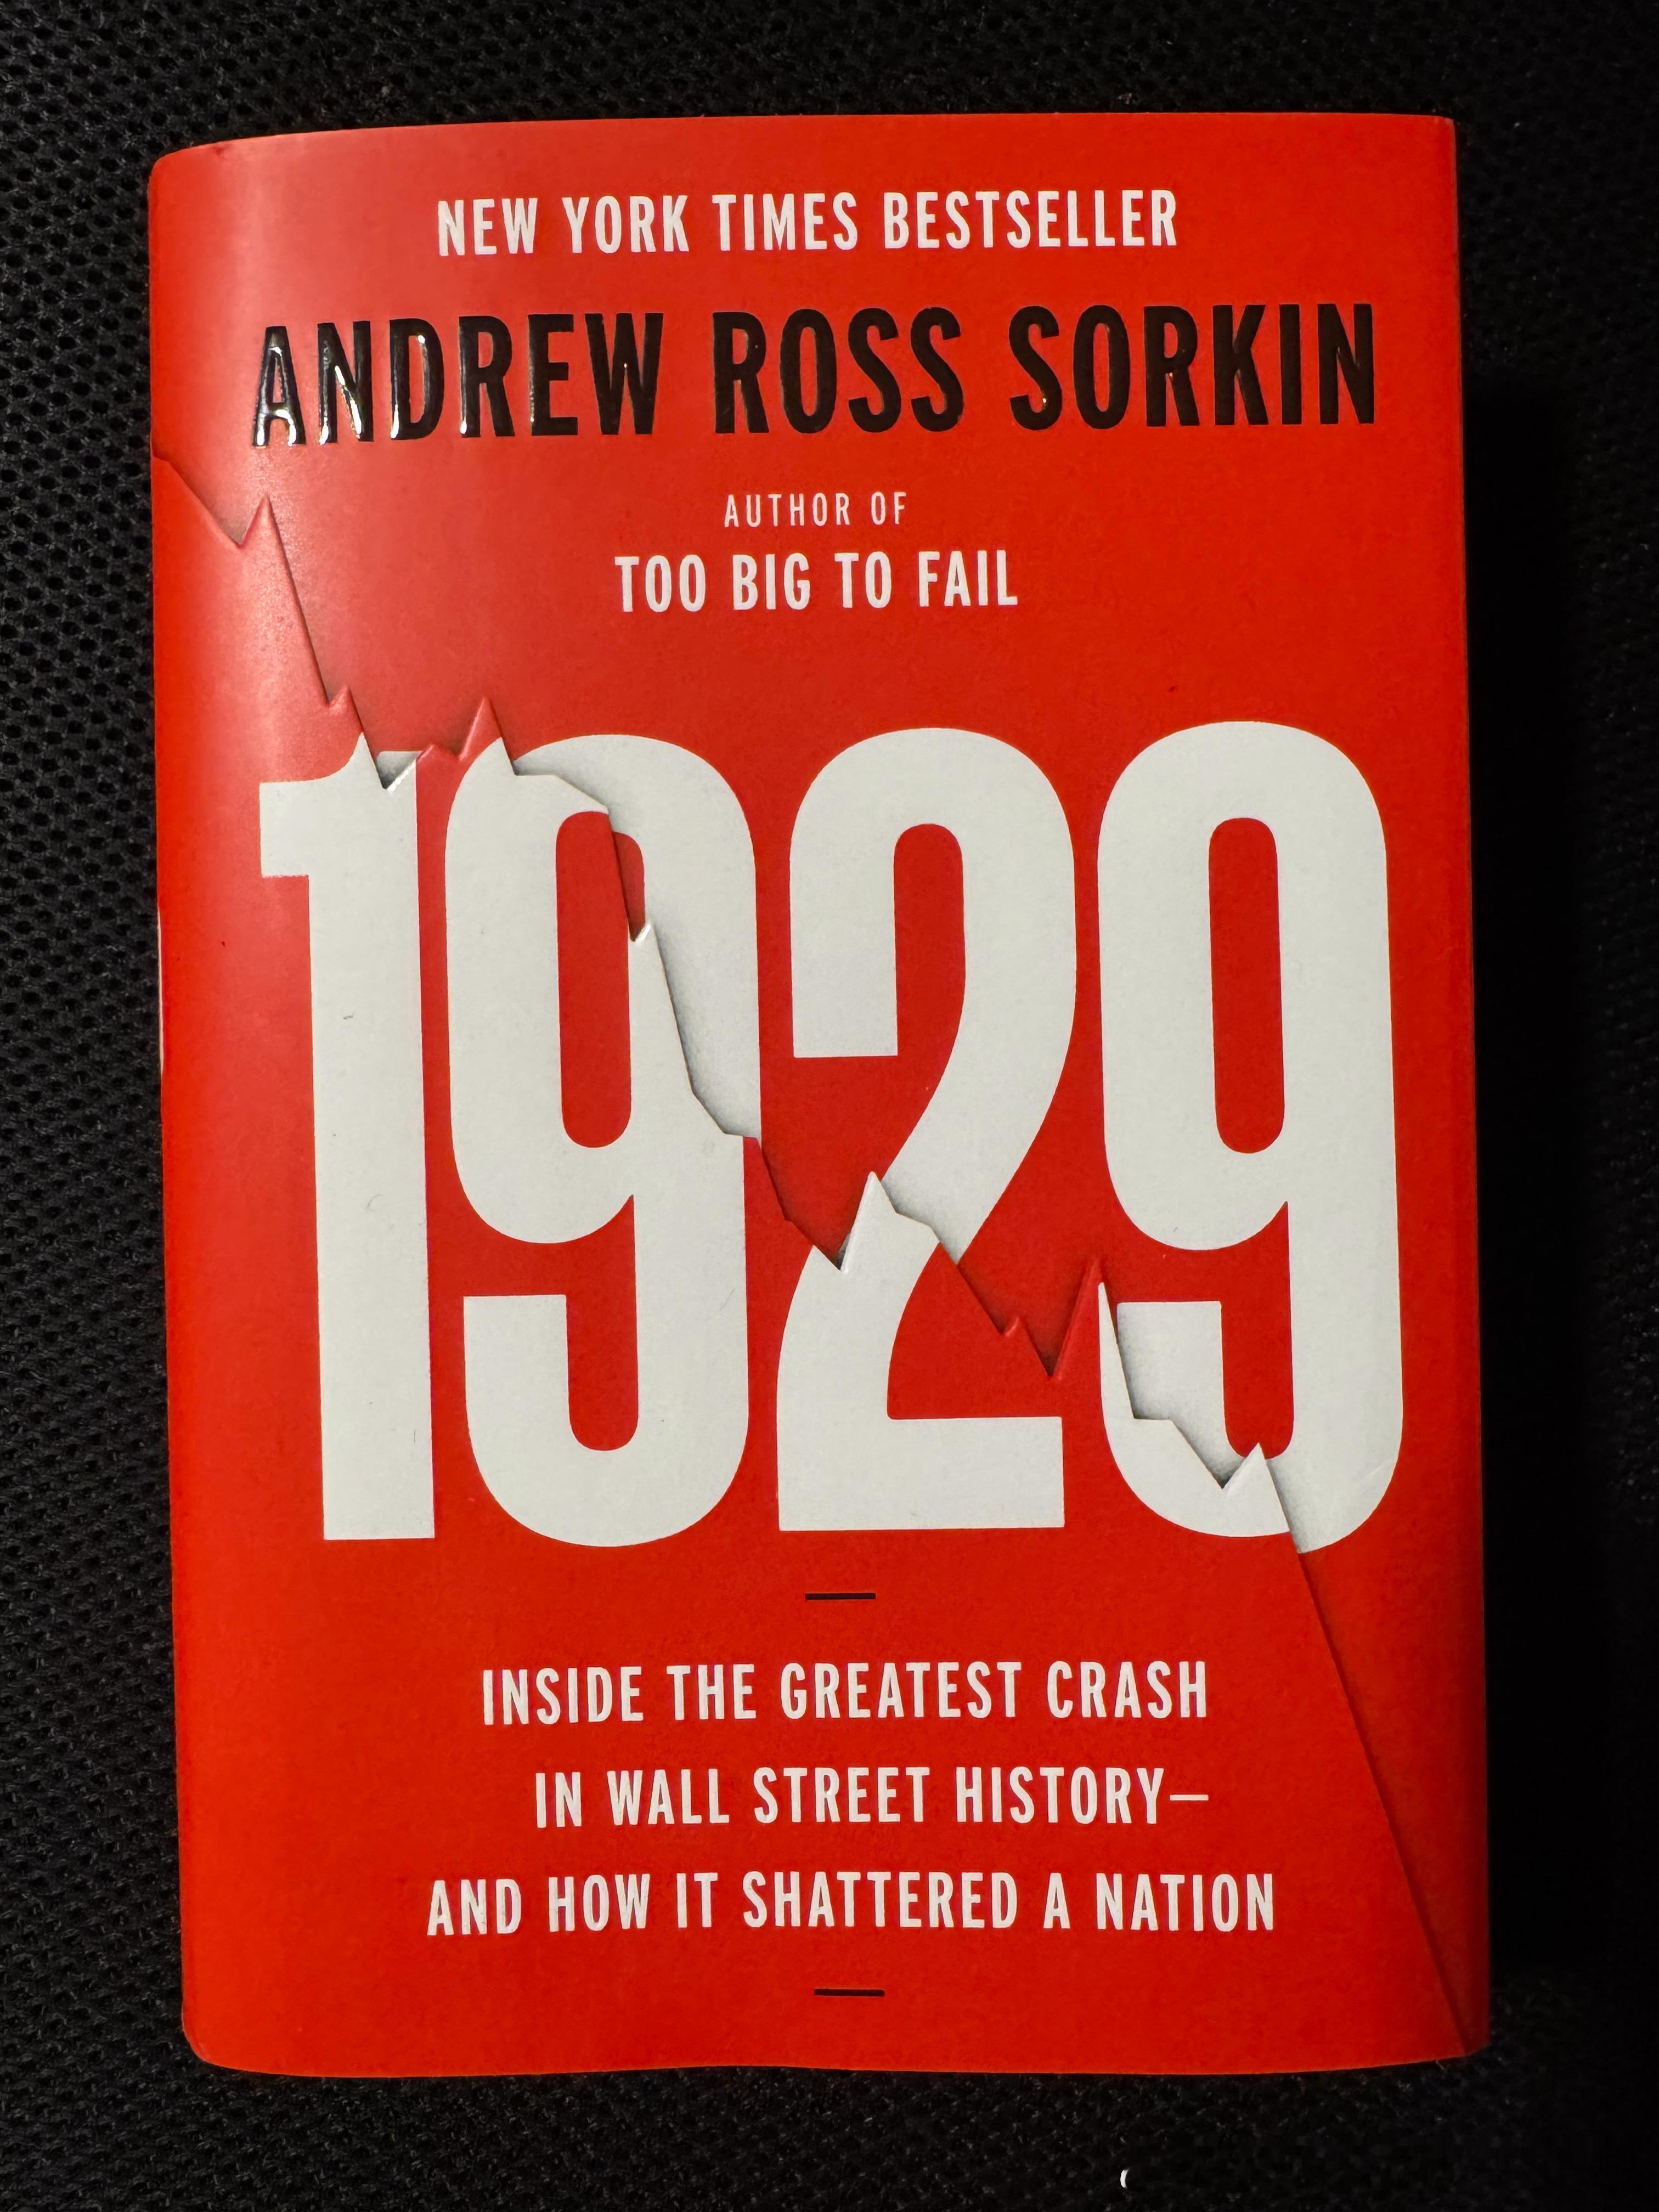 NEW YORK TIMES BESTSELLER
ANDREW ROSS SORKIN
AUTHOR OF
TOO BIG TO FAIL
1929
INSIDE THE GREATEST CRASH
IN WALL STREET HISTORY—
AND HOW IT SHATTERED A NATION